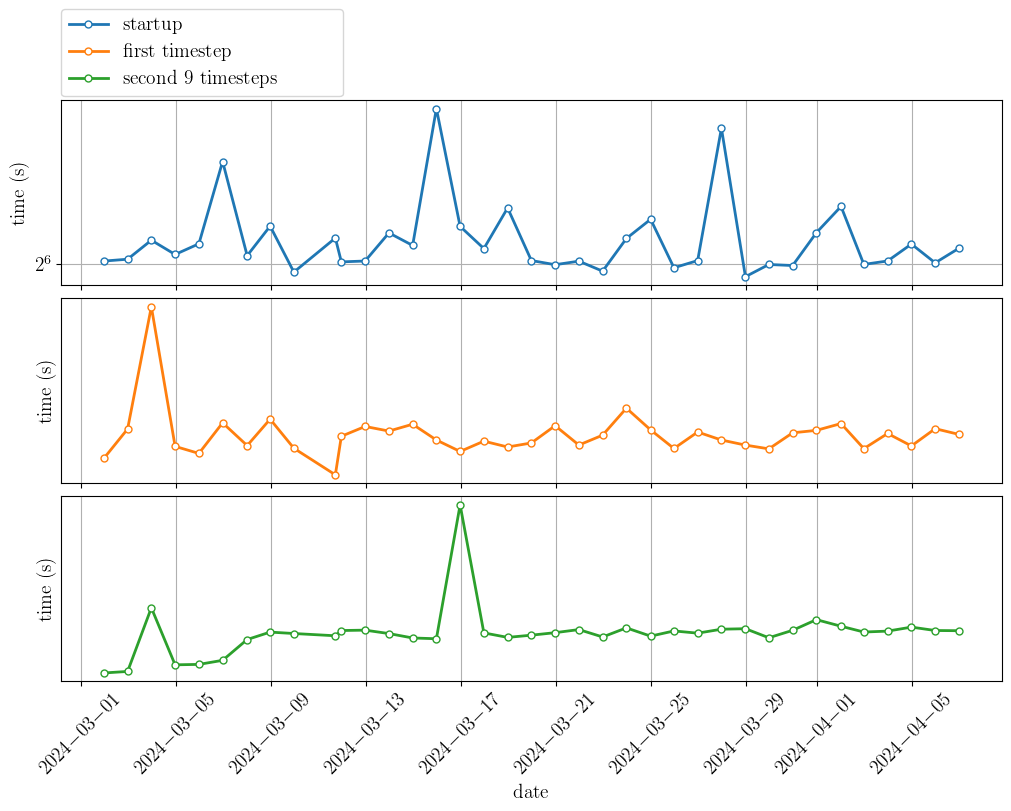 startup
first timestep
second 9 timesteps
time (s)
2^6
time (s)
time (s)
2024−03−01
2024−03−05
2024−03−09
2024−03−13
2024−03−17
2024−03−21
2024−03−25
2024−03−29
2024−04−01
2024−04−05
date